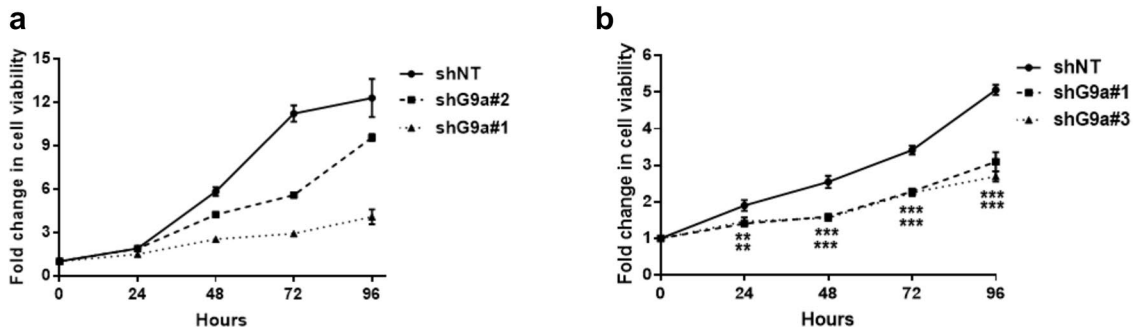 a
Fold change in cell viability
15
12
9
6
3
0
0 24 48 72 96
Hours
shNT
shG9a#2
shG9a#1
b
Fold change in cell viability
6
5
4
3
2
1
0
0 24 48 72 96
Hours
shNT
shG9a#1
shG9a#3
** *** *** ***
** *** *** ***